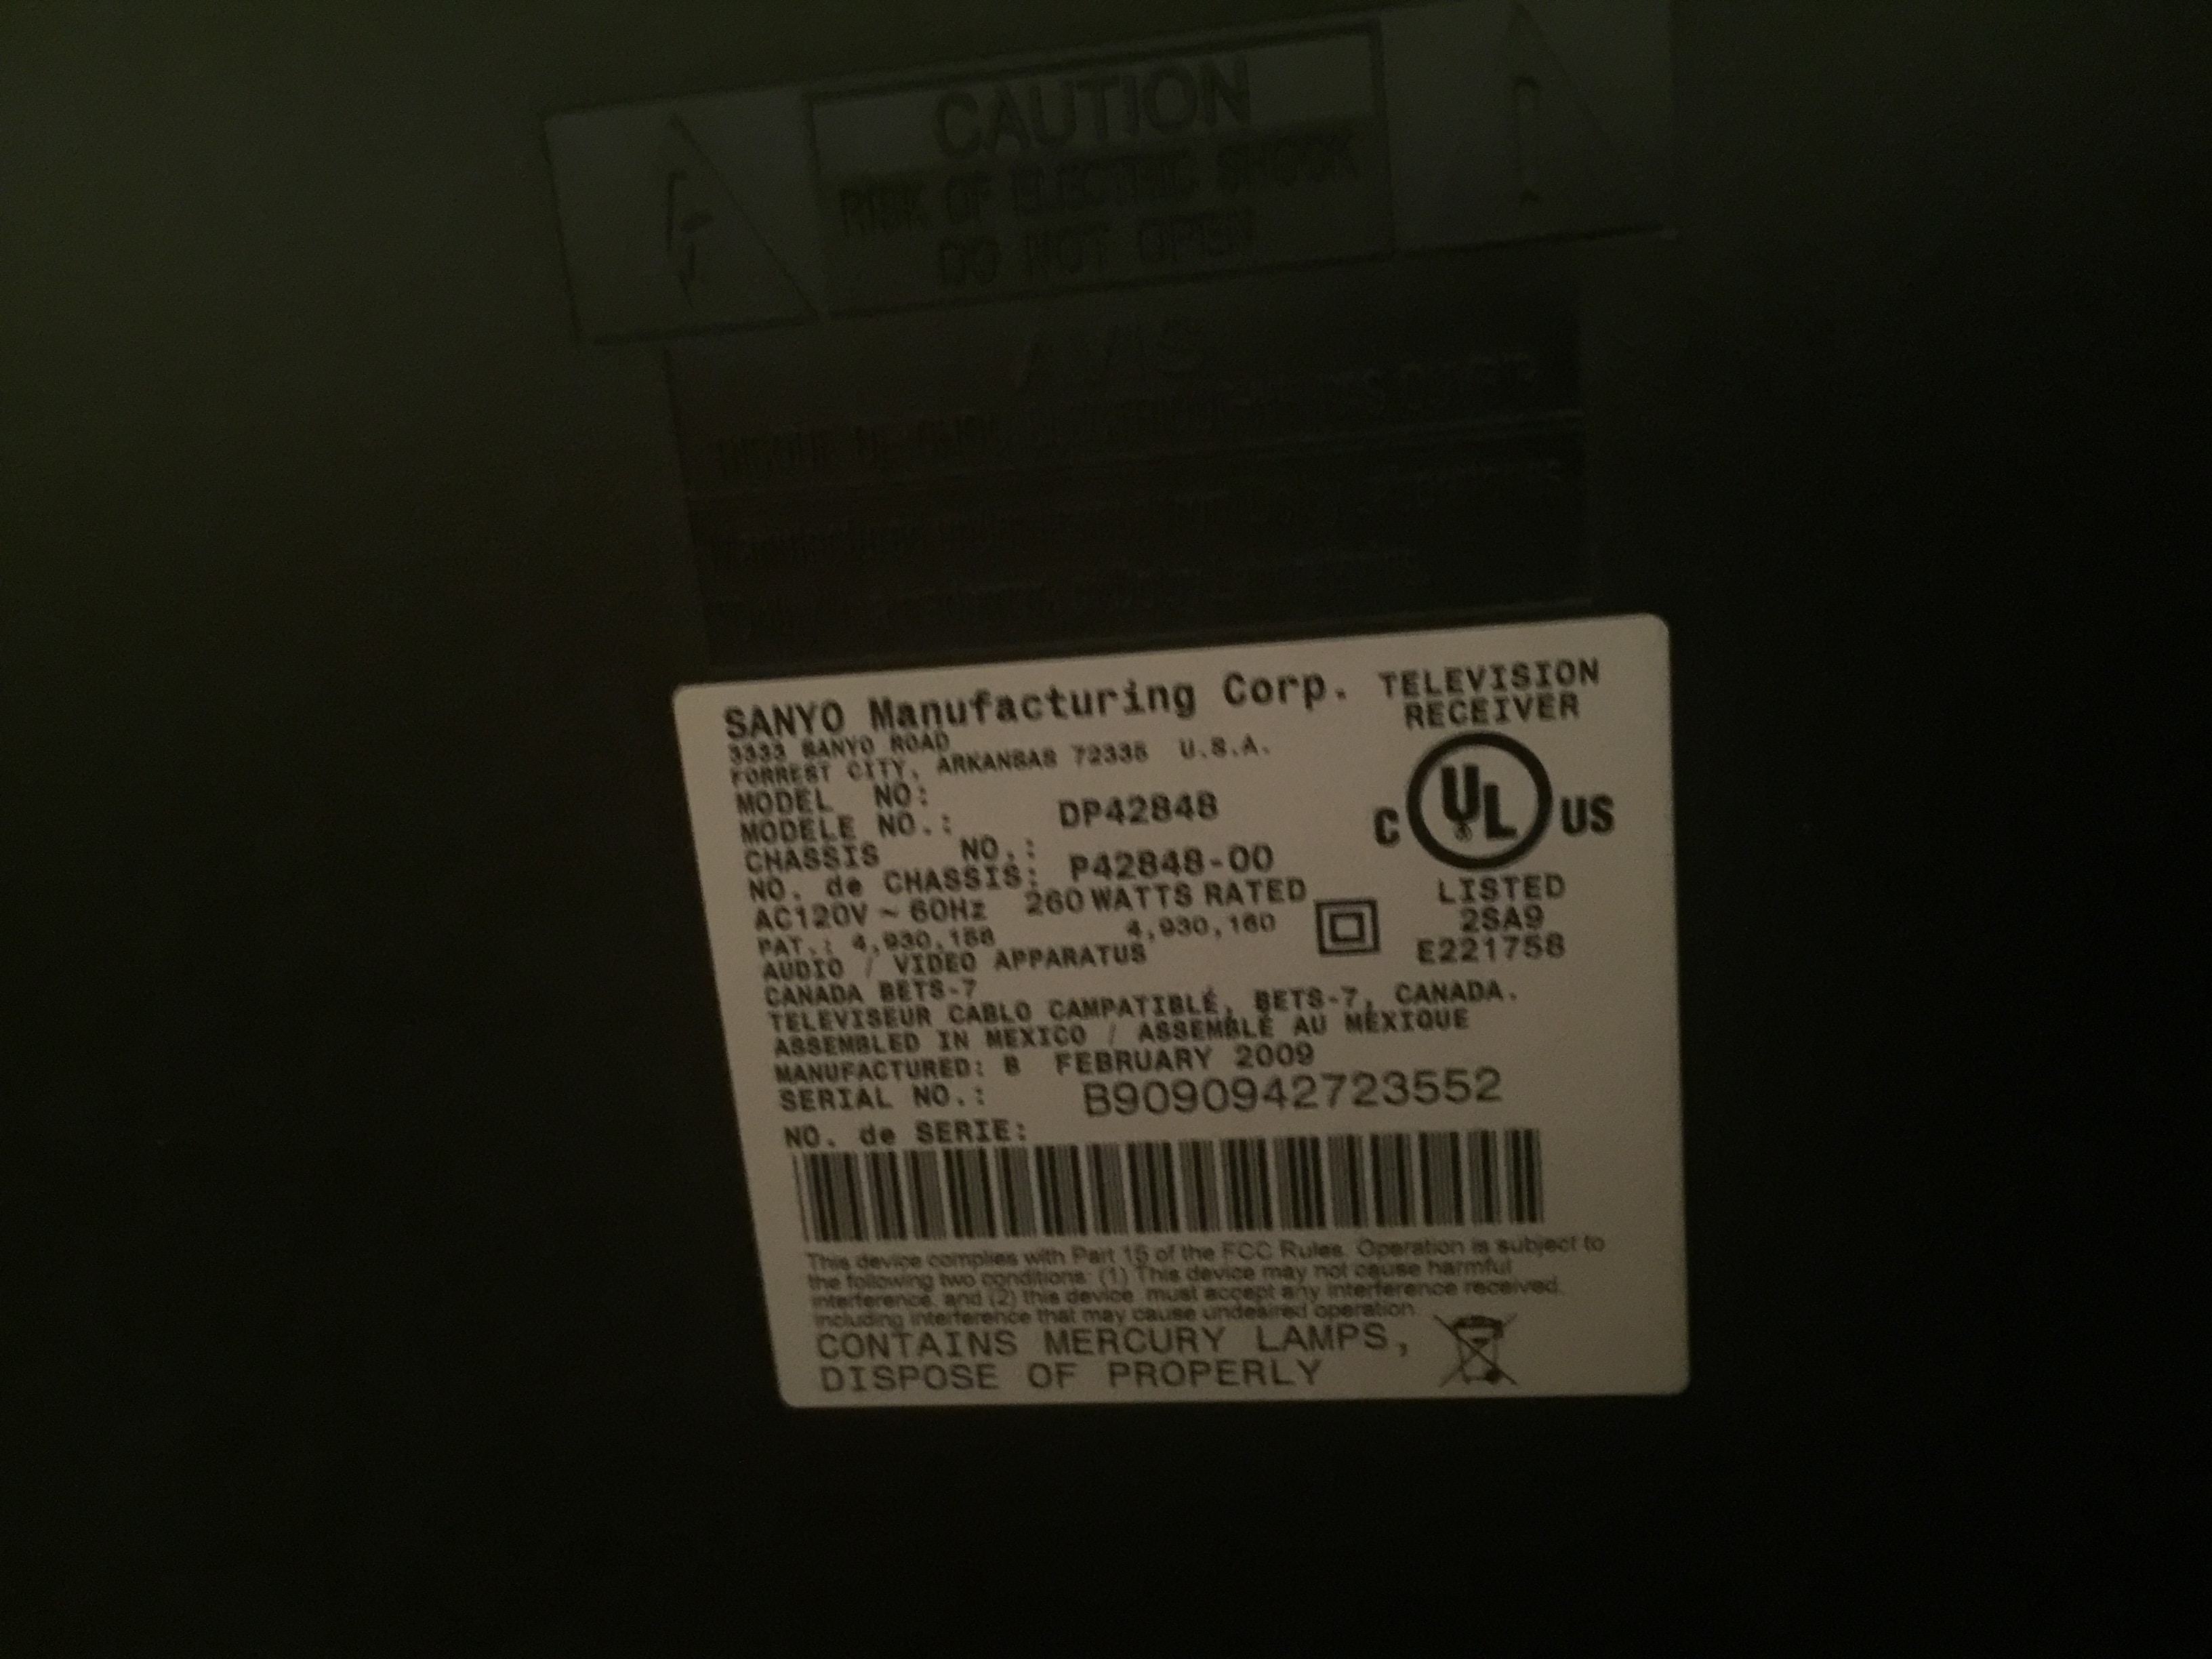 CAUTION
RISK OF ELECTRIC SHOCK
DO NOT OPEN
AVIS
SANYO Manufacturing Corp.
TELEVISION
RECEIVER
3333 SANYO ROAD
FORREST CITY, ARKANSAS 72335 U.S.A.
MODEL NO:
MODELE NO.: DP42848
CHASSIS NO.:
NO. de CHASSIS: P42848-00
AC120V ~ 60Hz 260 WATTS RATED
PAT.: 4,930,158 4,930,160
AUDIO / VIDEO APPARATUS
CANADA BETS-7
TELEVISEUR CABLO CAMPATIBLÉ, BETS-7, CANADA.
ASSEMBLED IN MEXICO / ASSEMBLÉ AU MEXIQUE
MANUFACTURED: B FEBRUARY 2009
SERIAL NO.: B9090942723552
NO. de SERIE:
C UL US
LISTED
2SA9
E221758
This device complies with Part 15 of the FCC Rules. Operation is subject to
the following two conditions: (1) This device may not cause harmful
interference, and (2) this device must accept any interference received,
including interference that may cause undesired operation.
CONTAINS MERCURY LAMPS,
DISPOSE OF PROPERLY